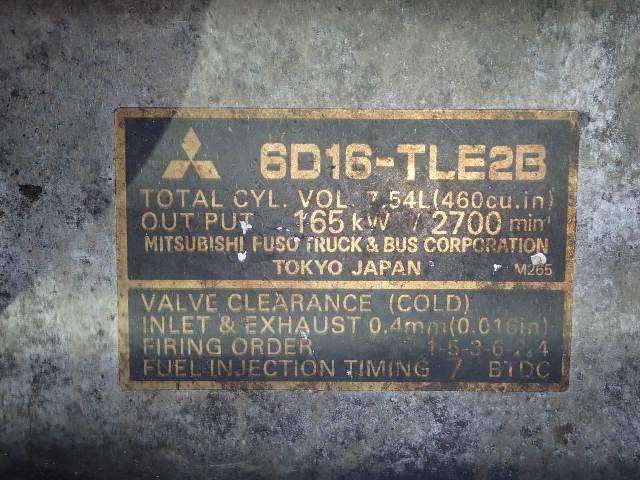 6D16-TLE2B
TOTAL CYL. VOL. 7.54L(460cu.in)
OUT PUT 165 kW / 2700 min⁻¹
MITSUBISHI FUSO TRUCK & BUS CORPORATION
TOKYO JAPAN M265
VALVE CLEARANCE (COLD)
INLET & EXHAUST 0.4mm(0.016in)
FIRING ORDER
FUEL INJECTION TIMING 7 BTDC